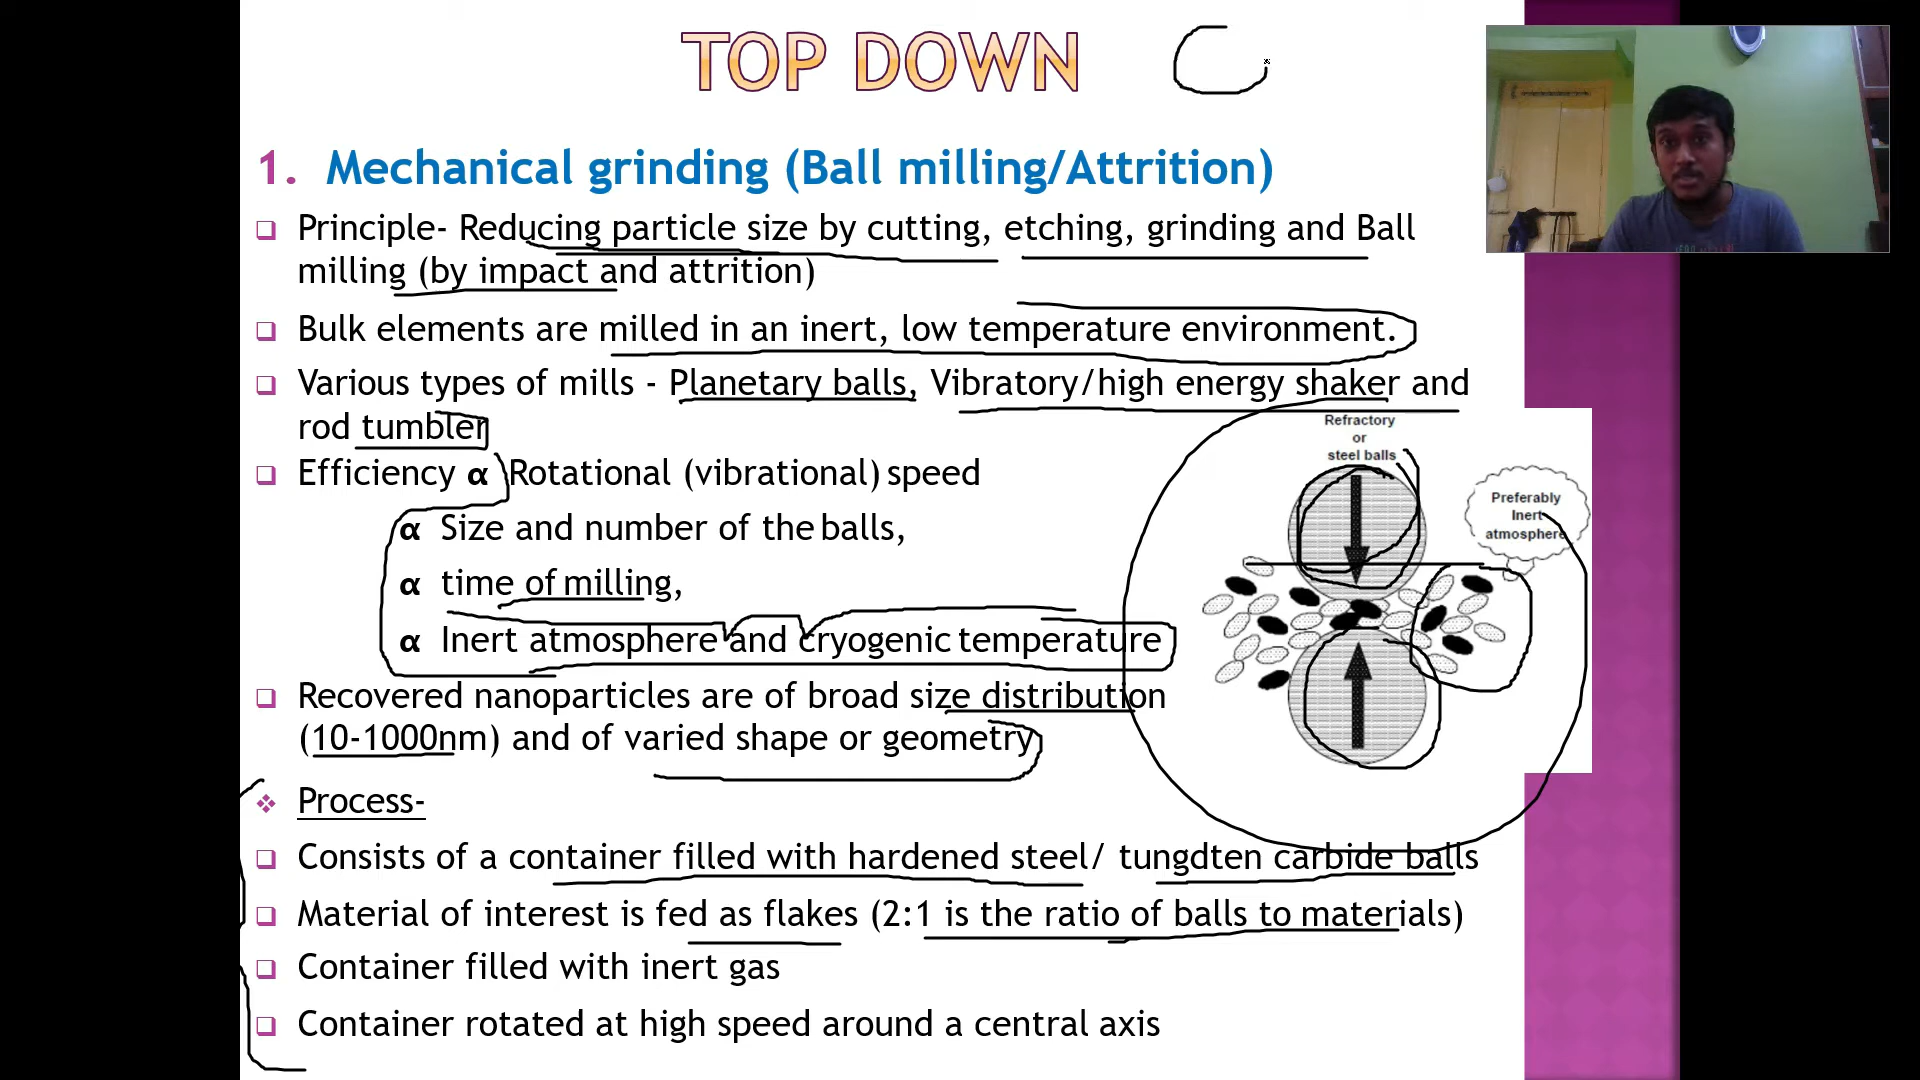 TOP DOWN
1. Mechanical grinding (Ball milling/Attrition)
Principle- Reducing particle size by cutting, etching, grinding and Ball
milling (by impact and attrition)
Bulk elements are milled in an inert, low temperature environment.
Various types of mills - Planetary balls, Vibratory/high energy shaker and
rod tumbler
Efficiency α Rotational (vibrational) speed
α Size and number of the balls,
α time of milling,
α Inert atmosphere and cryogenic temperature
Recovered nanoparticles are of broad size distribution
(10-1000nm) and of varied shape or geometry
Process-
Consists of a container filled with hardened steel/ tungdten carbide balls
Material of interest is fed as flakes (2:1 is the ratio of balls to materials)
Container filled with inert gas
Container rotated at high speed around a central axis
Refractory
or
steel balls
Preferably
Inert
atmosphere